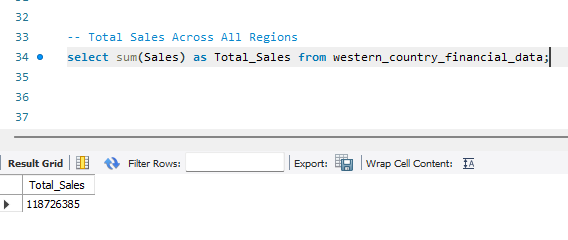 32
33 -- Total Sales Across All Regions
34 select sum(Sales) as Total_Sales from western_country_financial_data;
35
36
37
Result Grid Filter Rows: Export: Wrap Cell Content: IA
Total_Sales
118726385